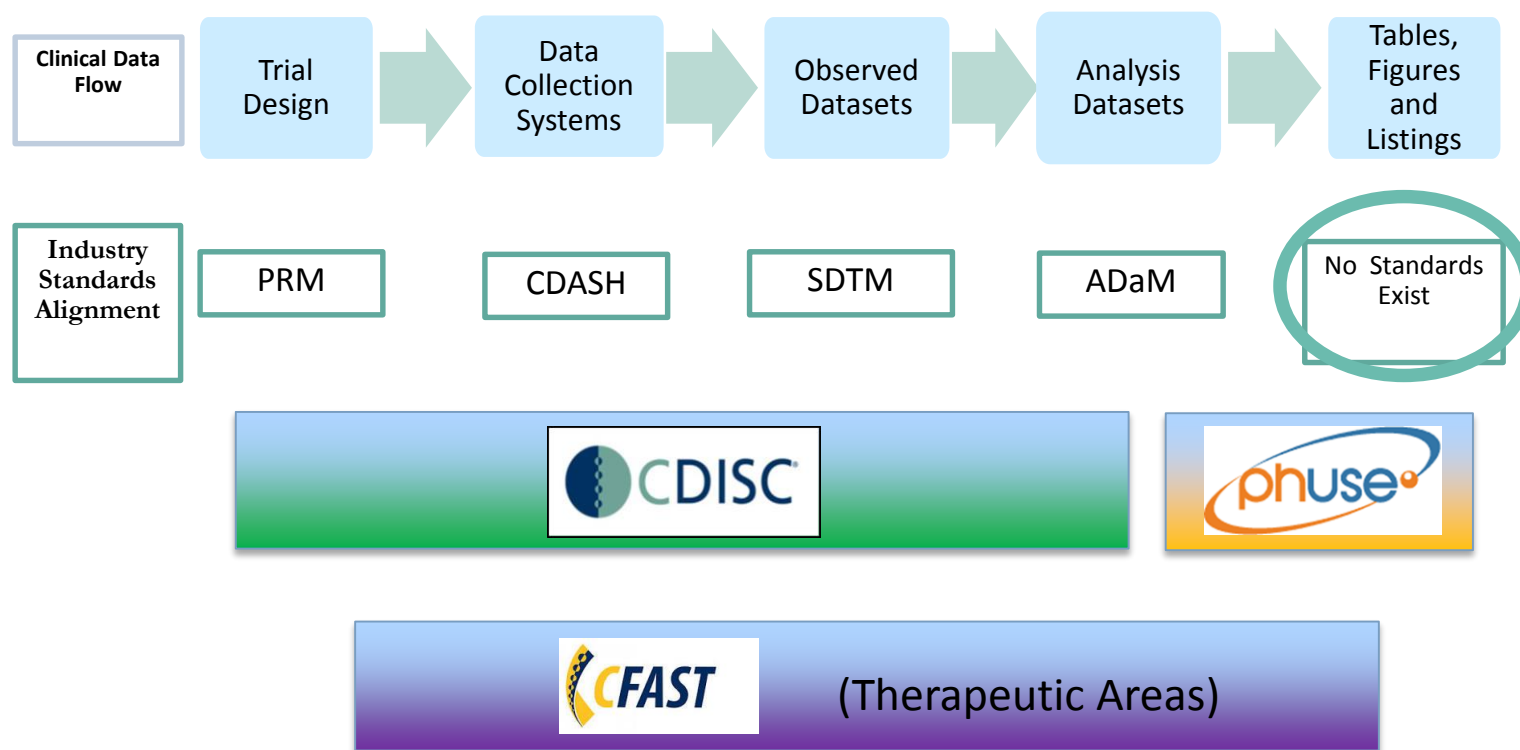 Clinical Data
Flow
Trial
Design
Data
Collection
Systems
Observed
Datasets
Analysis
Datasets
Tables,
Figures
and
Listings
Industry
Standards
Alignment
PRM
CDASH
SDTM
ADaM
No Standards
Exist
CDISC
phuse
CFAST
(Therapeutic Areas)